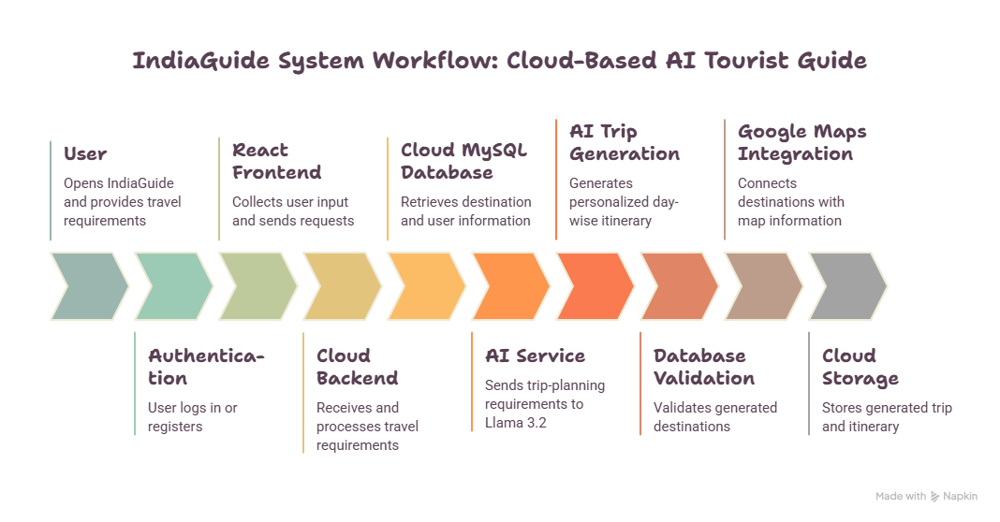 IndiaGuide System Workflow: Cloud-Based AI Tourist Guide
User
Opens IndiaGuide
and provides travel
requirements
Authentica-
tion
User logs in or
registers
React
Frontend
Collects user input
and sends requests
Cloud
Backend
Receives and
processes travel
requirements
Cloud MySQL
Database
Retrieves destination
and user information
AI Service
Sends trip-planning
requirements to
Llama 3.2
AI Trip
Generation
Generates
personalized day-
wise itinerary
Database
Validation
Validates generated
destinations
Google Maps
Integration
Connects
destinations with
map information
Cloud
Storage
Stores generated trip
and itinerary
Made with Napkin